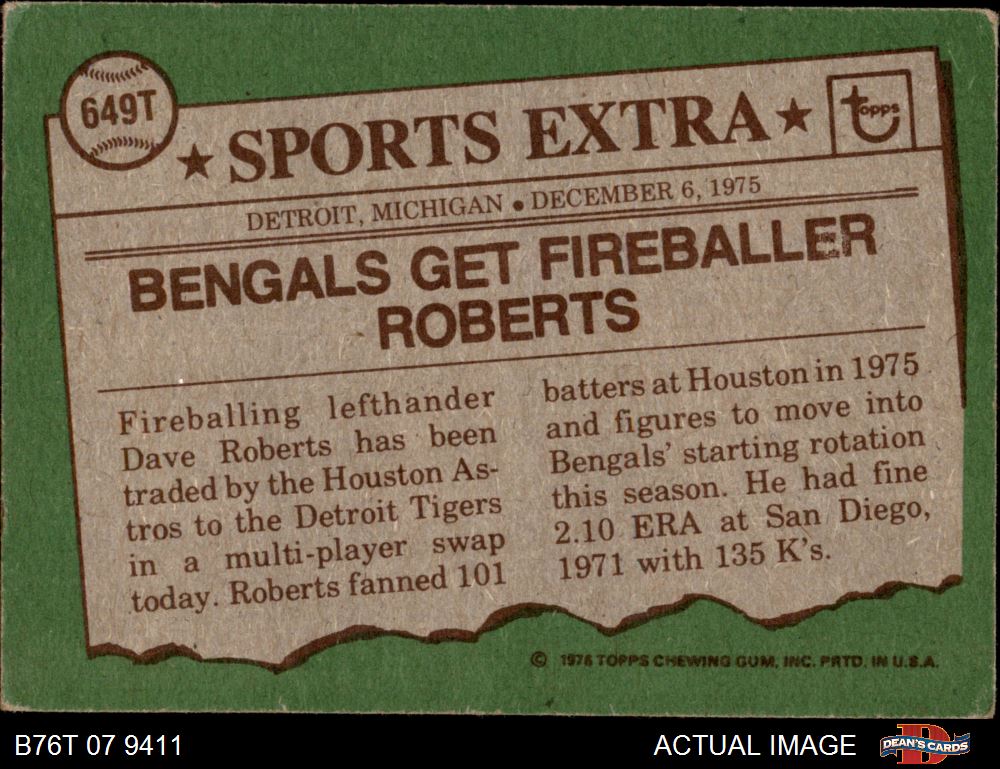 649T
★ SPORTS EXTRA ★
topps
DETROIT, MICHIGAN ● DECEMBER 6, 1975
BENGALS GET FIREBALLER
ROBERTS
Fireballing lefthander
Dave Roberts has been
traded by the Houston As-
tros to the Detroit Tigers
in a multi-player swap
today. Roberts fanned 101
batters at Houston in 1975
and figures to move into
Bengals' starting rotation
this season. He had fine
2.10 ERA at San Diego,
1971 with 135 K's.
© 1976 TOPPS CHEWING GUM, INC. PRTD. IN U.S.A.
B76T 07 9411
ACTUAL IMAGE
D
DEAN'S CARDS